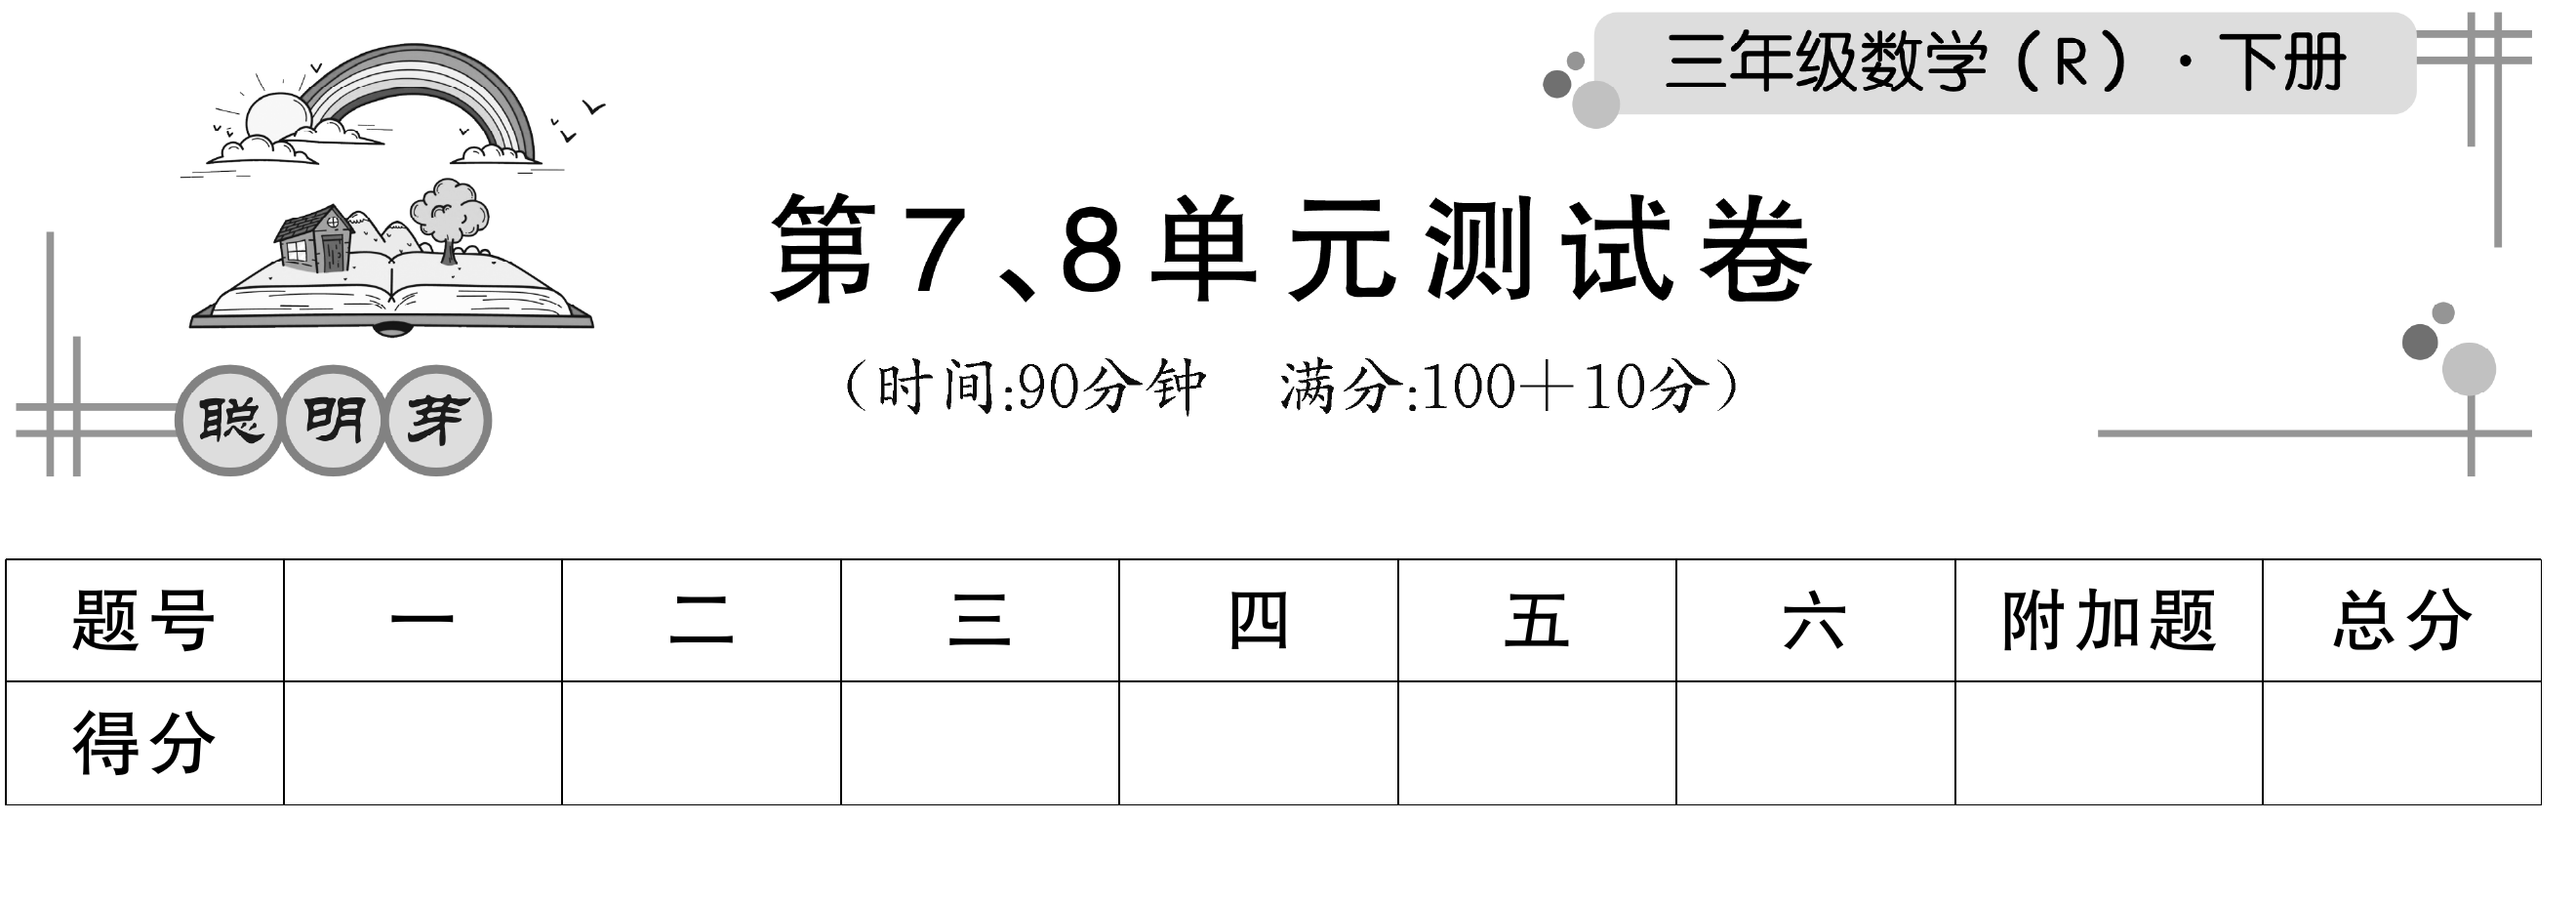 三年级数学(R)·下册
第7、8单元测试卷
(时间:90分钟 满分:100+10分)
聪明芽
题号 一 二 三 四 五 六 附加题 总分
得分